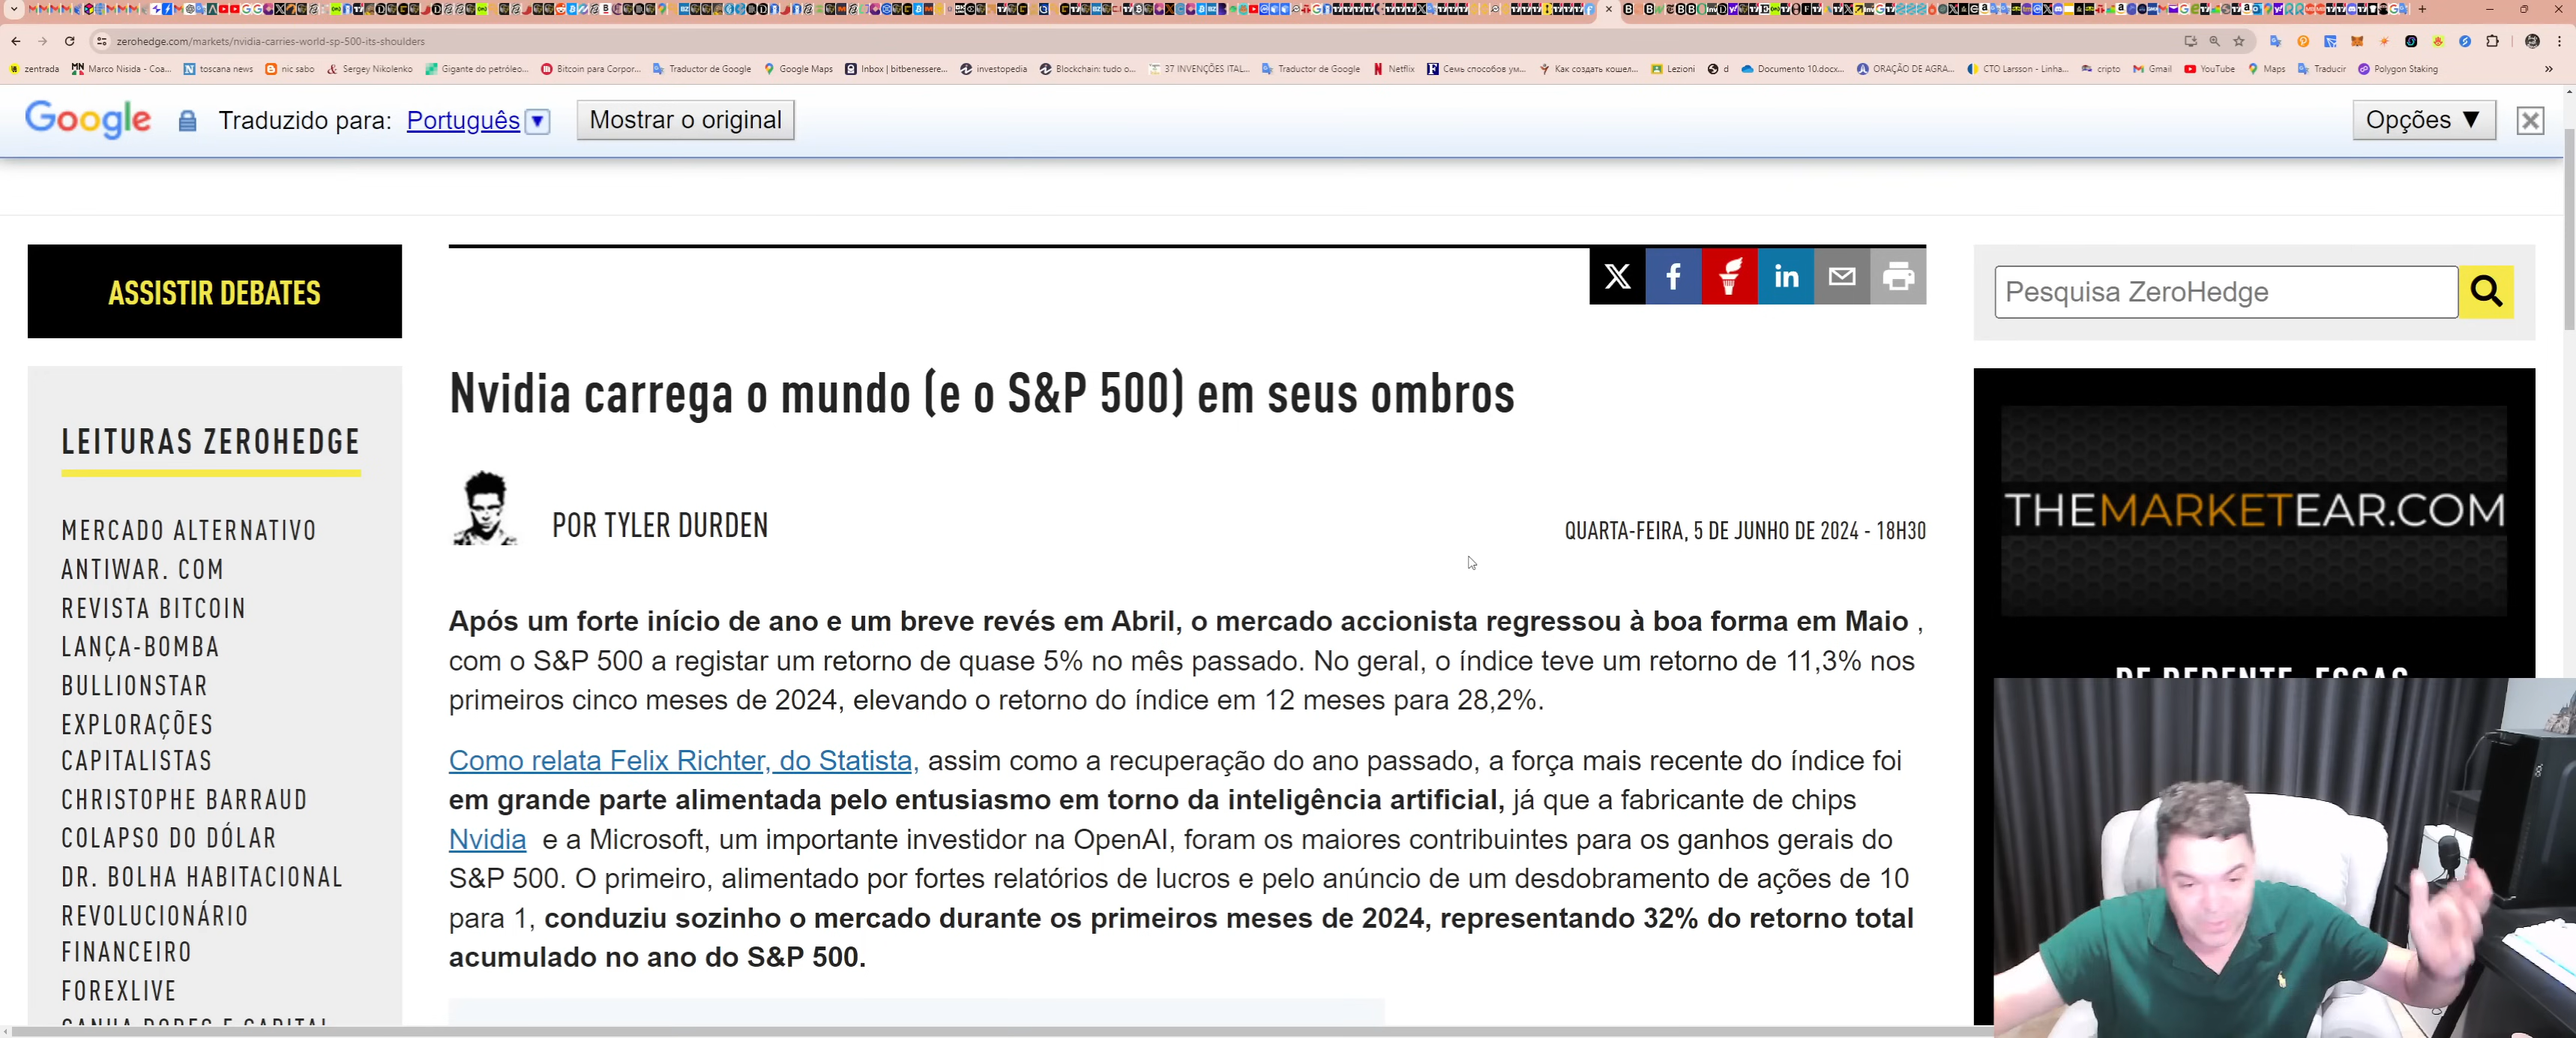 zerohedge.com/markets/nvidia-carries-world-sp-500-its-shoulders
zentrada
Marco Nisida - Coa...
toscana news
nic sabo
Sergey Nikolenko
Gigante do petróleo...
Bitcoin para Corpor...
Traductor de Google
Google Maps
Inbox | bitbenessere...
investopedia
Blockchain: tudo o...
37 INVENÇÕES ITAL...
Traductor de Google
Netflix
Семь способов ум...
Как создать кошел...
Lezioni
d
Documento 10.docx...
ORAÇÃO DE AGRA...
CTO Larsson - Linha...
cripto
Gmail
YouTube
Maps
Traducir
Polygon Staking
Google
Traduzido para: Português
Mostrar o original
Opções ▼
ASSISTIR DEBATES
Pesquisa ZeroHedge
Nvidia carrega o mundo (e o S&P 500) em seus ombros
LEITURAS ZEROHEDGE
POR TYLER DURDEN
QUARTA-FEIRA, 5 DE JUNHO DE 2024 - 18H30
THEMARKETEAR.COM
MERCADO ALTERNATIVO
ANTIWAR. COM
REVISTA BITCOIN
LANÇA-BOMBA
BULLIONSTAR
EXPLORAÇÕES
CAPITALISTAS
CHRISTOPHE BARRAUD
COLAPSO DO DÓLAR
DR. BOLHA HABITACIONAL
REVOLUCIONÁRIO
FINANCEIRO
FOREXLIVE
Após um forte início de ano e um breve revés em Abril, o mercado accionista regressou à boa forma em Maio ,
com o S&P 500 a registar um retorno de quase 5% no mês passado. No geral, o índice teve um retorno de 11,3% nos
primeiros cinco meses de 2024, elevando o retorno do índice em 12 meses para 28,2%.
Como relata Felix Richter, do Statista, assim como a recuperação do ano passado, a força mais recente do índice foi
em grande parte alimentada pelo entusiasmo em torno da inteligência artificial, já que a fabricante de chips
Nvidia e a Microsoft, um importante investidor na OpenAI, foram os maiores contribuintes para os ganhos gerais do
S&P 500. O primeiro, alimentado por fortes relatórios de lucros e pelo anúncio de um desdobramento de ações de 10
para 1, conduziu sozinho o mercado durante os primeiros meses de 2024, representando 32% do retorno total
acumulado no ano do S&P 500.
DE REPENTE, ESSAS